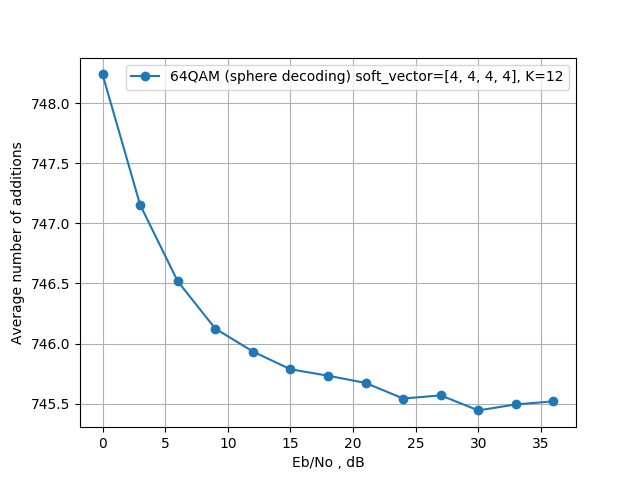 64QAM (sphere decoding) soft_vector=[4, 4, 4, 4], K=12
Average number of additions
748.0
747.5
747.0
746.5
746.0
745.5
0 5 10 15 20 25 30 35
Eb/No , dB